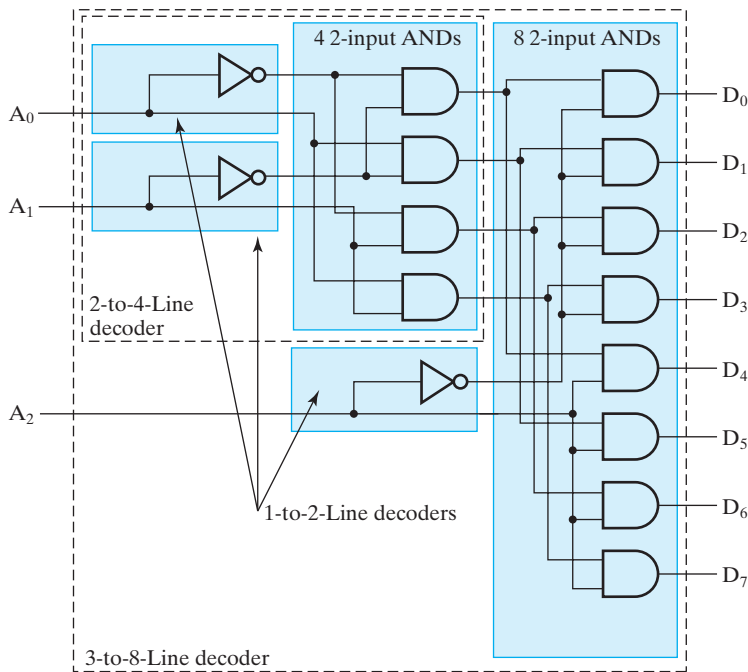 4 2-input ANDs
8 2-input ANDs
A₀
A₁
A₂
D₀
D₁
D₂
D₃
D₄
D₅
D₆
D₇
2-to-4-Line
decoder
1-to-2-Line decoders
3-to-8-Line decoder